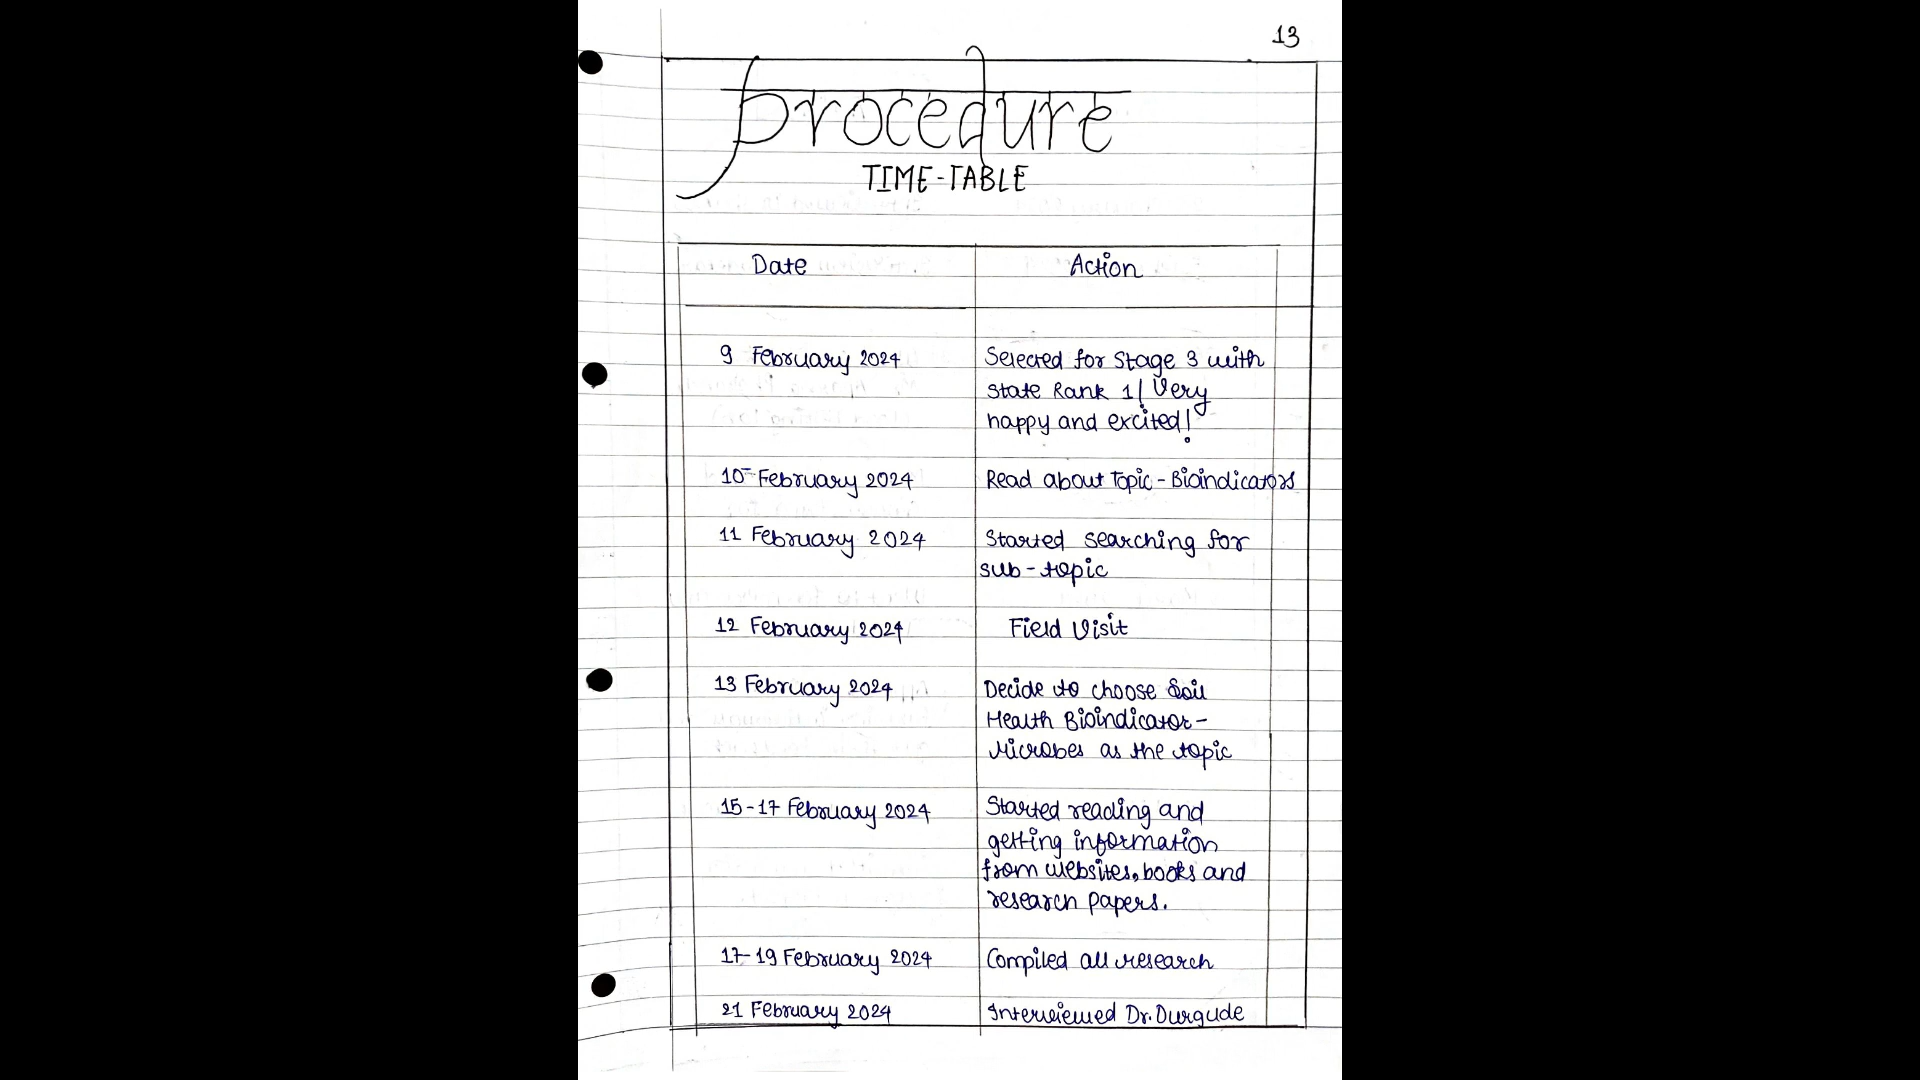 13
procedure
TIME-TABLE
Date Action
9 February 2024 Selected for Stage 3 with
State Rank 1! Very
happy and excited!
10 February 2024 Read about Topic - Bioindicators
11 February 2024 Started searching for
sub-topic
12 February 2024 Field Visit
13 February 2024 Decide to choose Soil
Health Bioindicator-
Microbes as the topic
15-17 February 2024 Started reading and
getting information
from websites, books and
research papers.
17-19 February 2024 Compiled all research
21 February 2024 Interviewed Dr. Durgude